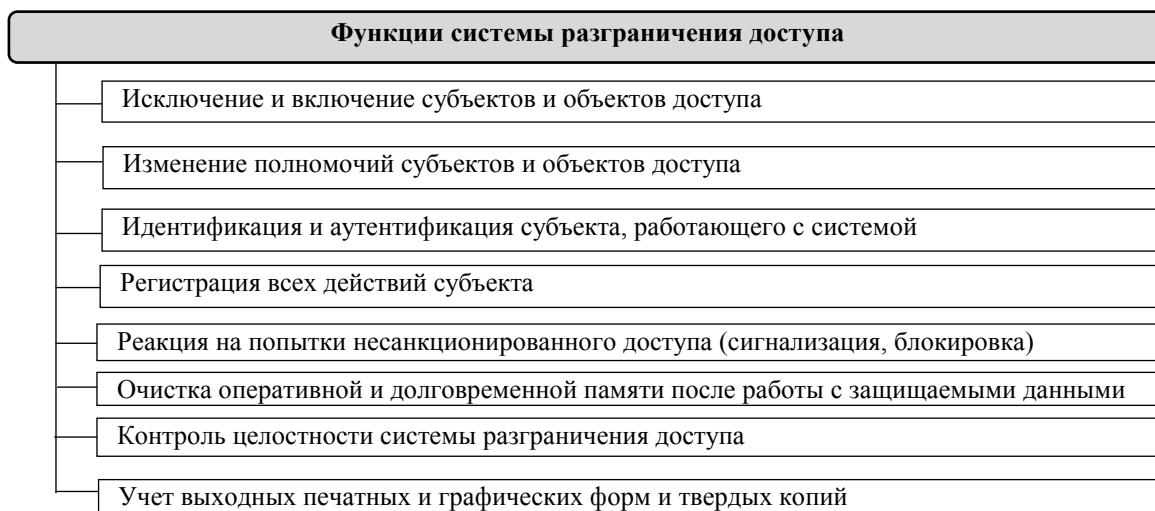 Функции системы разграничения доступа
Исключение и включение субъектов и объектов доступа
Изменение полномочий субъектов и объектов доступа
Идентификация и аутентификация субъекта, работающего с системой
Регистрация всех действий субъекта
Реакция на попытки несанкционированного доступа (сигнализация, блокировка)
Очистка оперативной и долговременной памяти после работы с защищаемыми данными
Контроль целостности системы разграничения доступа
Учет выходных печатных и графических форм и твердых копий